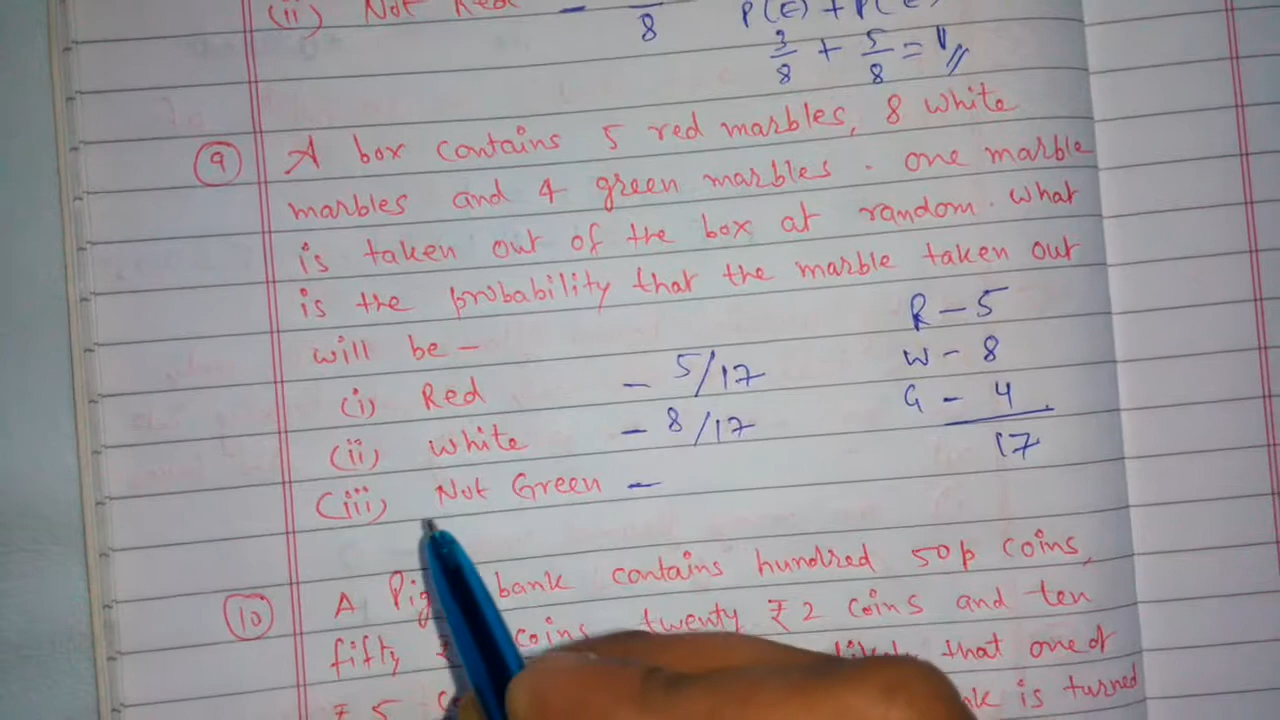 (ii) Not Red - 8 P(E) + P(E
3/8 + 5/8 = 1//
(9) A box contains 5 red marbles, 8 white
marbles and 4 green marbles. one marble
is taken out of the box at random. what
is the probability that the marble taken out
will be -
R - 5
(i) Red - 5/17
W - 8
(ii) white - 8/17
G - 4
17
(iii) Not Green -
(10) A Pig bank contains hundred 50p coins,
fifty ₹ coins, twenty ₹2 coins and ten
₹5 that one of
is turned